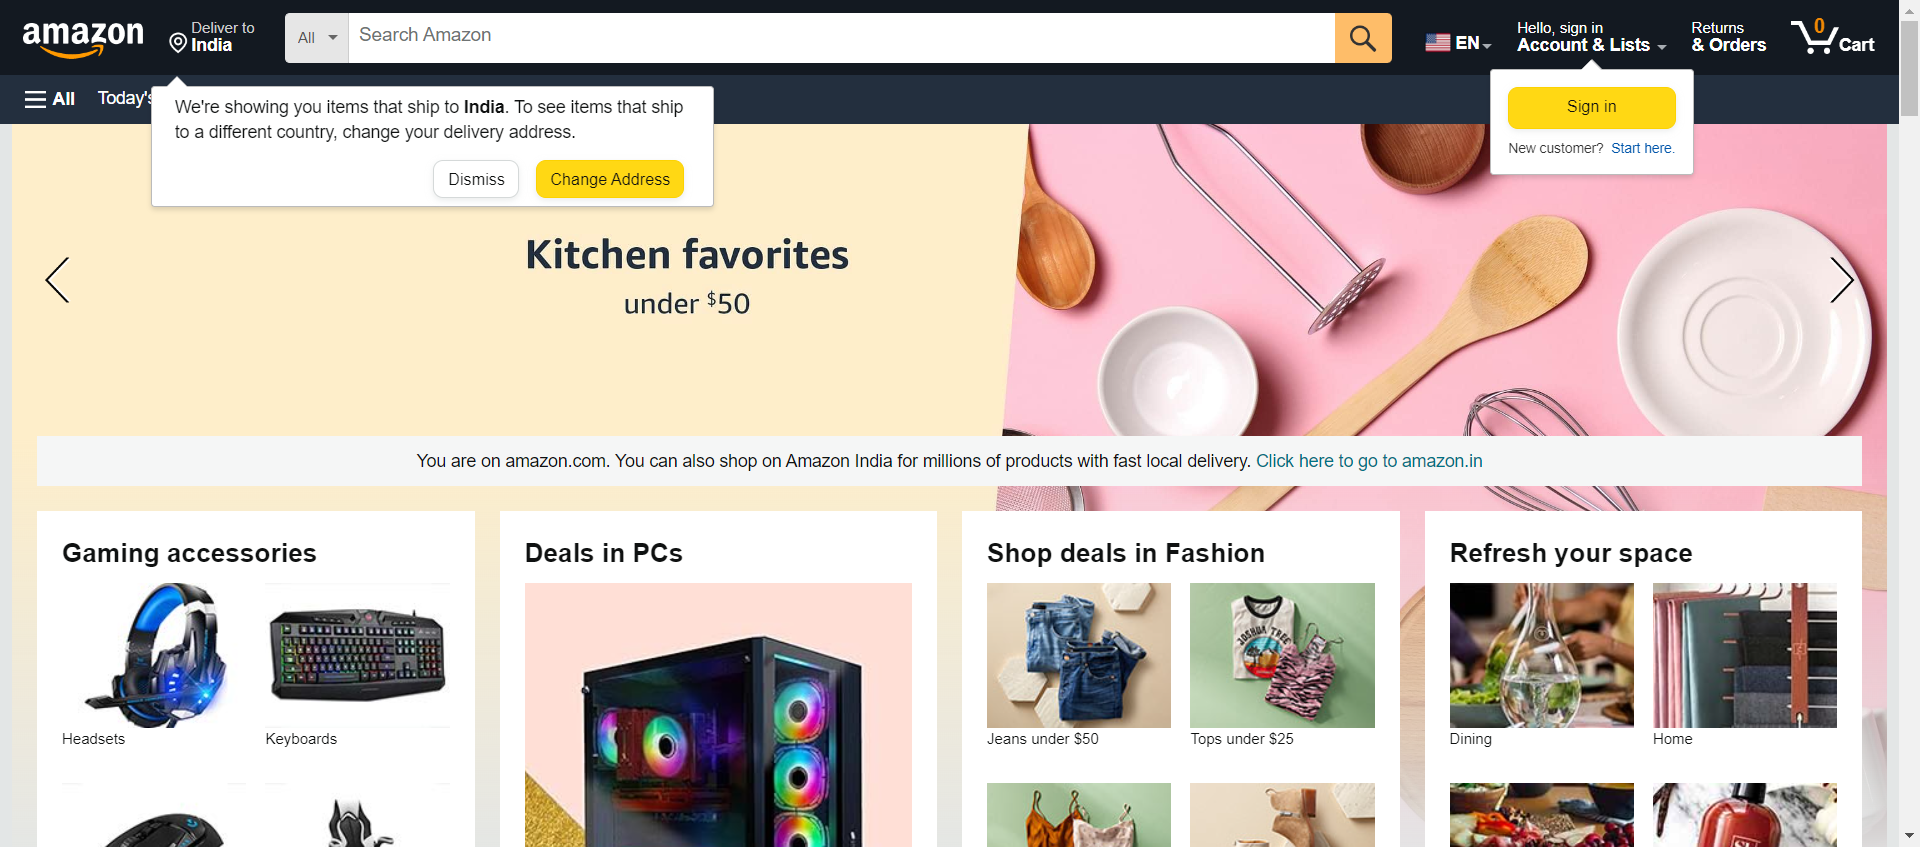 amazon
Deliver to
India
All
Search Amazon
EN
Hello, sign in
Account & Lists
Returns
& Orders
0
Cart
All
Today's
We're showing you items that ship to India. To see items that ship
to a different country, change your delivery address.
Dismiss
Change Address
Sign in
New customer? Start here.
Kitchen favorites
under $50
You are on amazon.com. You can also shop on Amazon India for millions of products with fast local delivery. Click here to go to amazon.in
Gaming accessories
Headsets
Keyboards
Deals in PCs
Shop deals in Fashion
JOSHUA TREE
Jeans under $50
Tops under $25
Refresh your space
Dining
Home